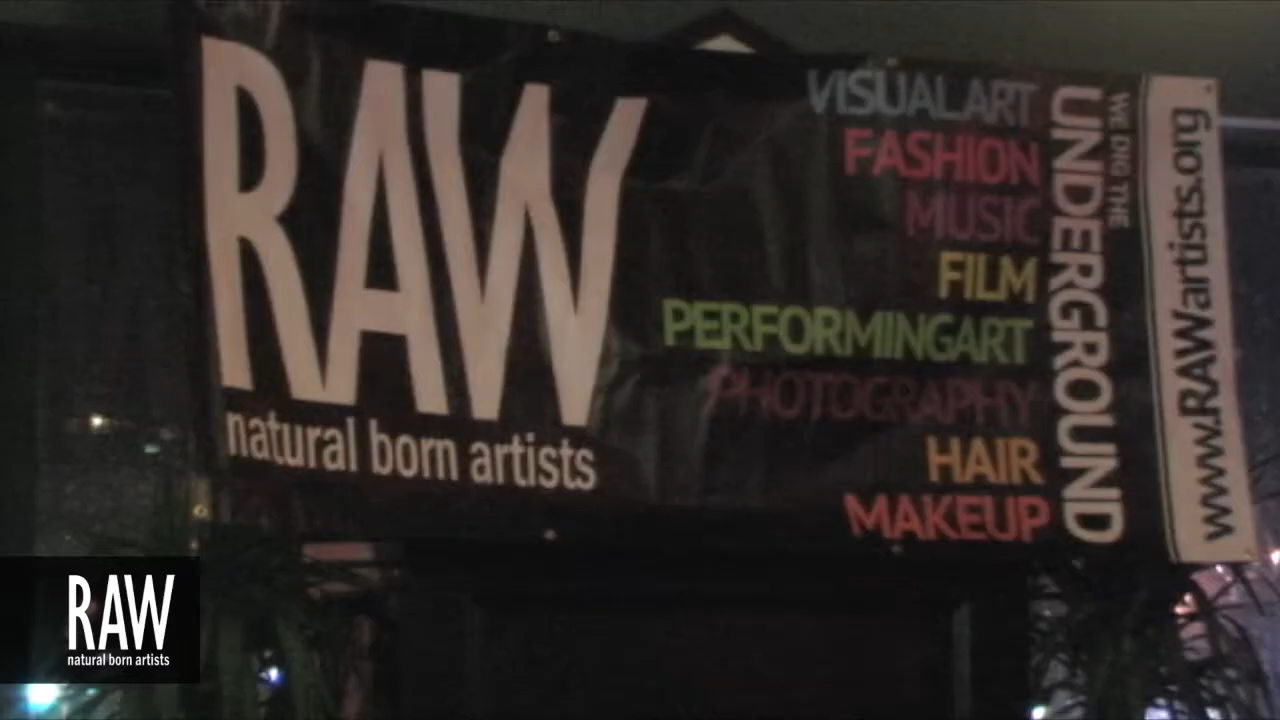 RAW
natural born artists
VISUALART
FASHION
MUSIC
FILM
PERFORMINGART
PHOTOGRAPHY
HAIR
MAKEUP
WE DIG THE
UNDERGROUND
www.RAWartists.org
RAW
natural born artists